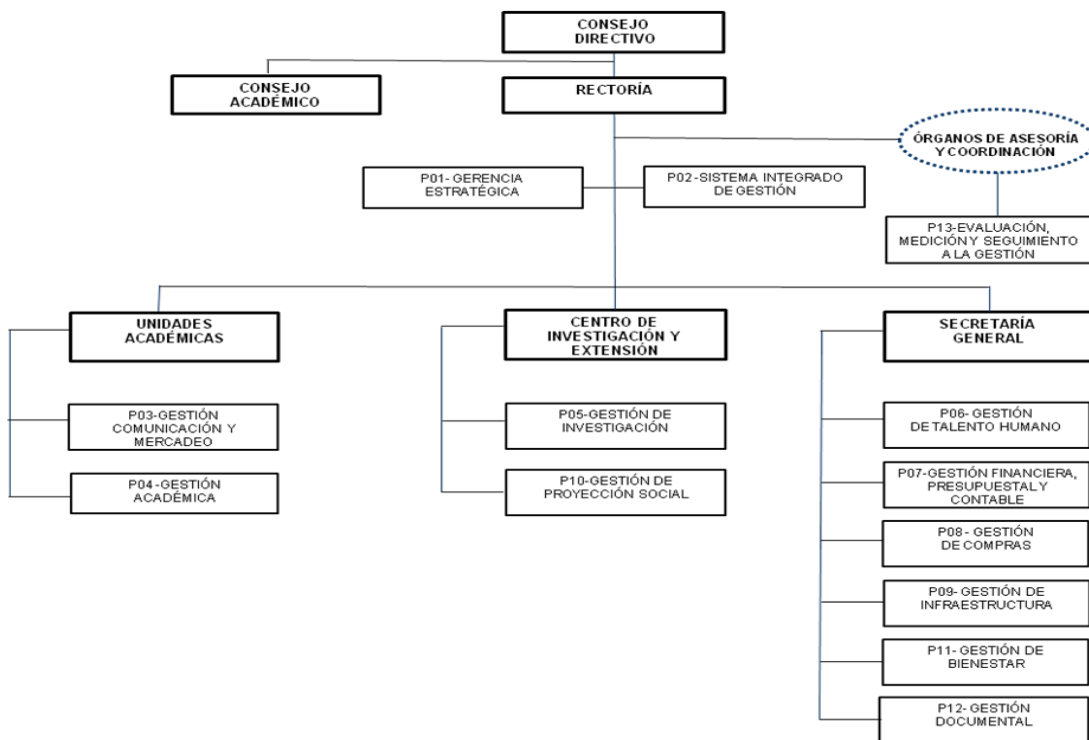 CONSEJO
DIRECTIVO
CONSEJO
ACADÉMICO
RECTORÍA
ÓRGANOS DE ASESORÍA
Y COORDINACIÓN
P01- GERENCIA
ESTRATÉGICA
P02-SISTEMA INTEGRADO
DE GESTIÓN
P13-EVALUACIÓN,
MEDICIÓN Y SEGUIMIENTO
A LA GESTIÓN
UNIDADES
ACADÉMICAS
CENTRO DE
INVESTIGACIÓN Y
EXTENSIÓN
SECRETARÍA
GENERAL
P03-GESTIÓN
COMUNICACIÓN Y
MERCADEO
P04-GESTIÓN
ACADÉMICA
P05-GESTIÓN DE
INVESTIGACIÓN
P10-GESTIÓN DE
PROYECCIÓN SOCIAL
P06- GESTIÓN
DE TALENTO HUMANO
P07-GESTIÓN FINANCIERA,
PRESUPUESTAL Y
CONTABLE
P08- GESTIÓN
DE COMPRAS
P09- GESTIÓN DE
INFRAESTRUCTURA
P11- GESTIÓN DE
BIENESTAR
P12- GESTIÓN
DOCUMENTAL